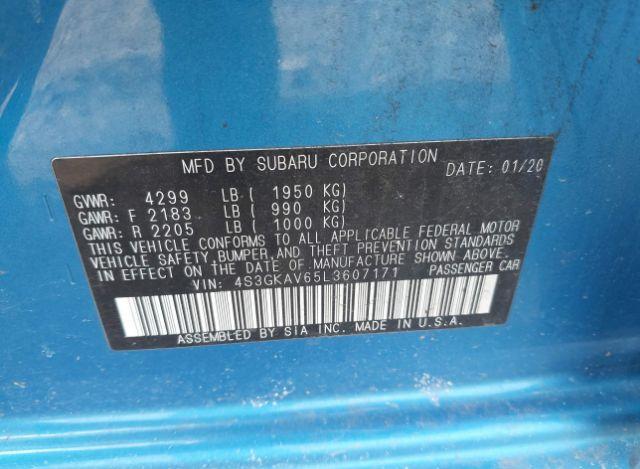 MFD BY SUBARU CORPORATION DATE: 01/20
GVWR: 4299 LB ( 1950 KG)
GAWR: F 2183 LB ( 990 KG)
GAWR: R 2205 LB ( 1000 KG)
THIS VEHICLE CONFORMS TO ALL APPLICABLE FEDERAL MOTOR
VEHICLE SAFETY, BUMPER, AND THEFT PREVENTION STANDARDS
IN EFFECT ON THE DATE OF MANUFACTURE SHOWN ABOVE.
VIN: 4S3GKAV65L3607171 PASSENGER CAR
ASSEMBLED BY SIA INC. MADE IN U.S.A.